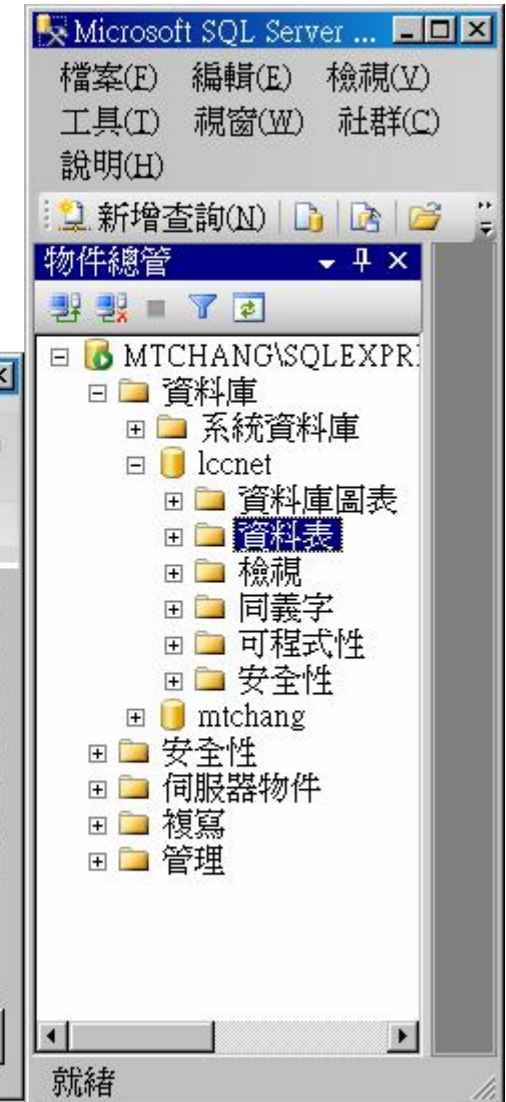 Microsoft SQL Server ...
檔案(F) 編輯(E) 檢視(V)
工具(T) 視窗(W) 社群(C)
說明(H)
新增查詢(N)
物件總管
MTCHANG\SQLEXPR
資料庫
系統資料庫
lccnet
資料庫圖表
資料表
檢視
同義字
可程式性
安全性
mtchang
安全性
伺服器物件
複寫
管理
就緒